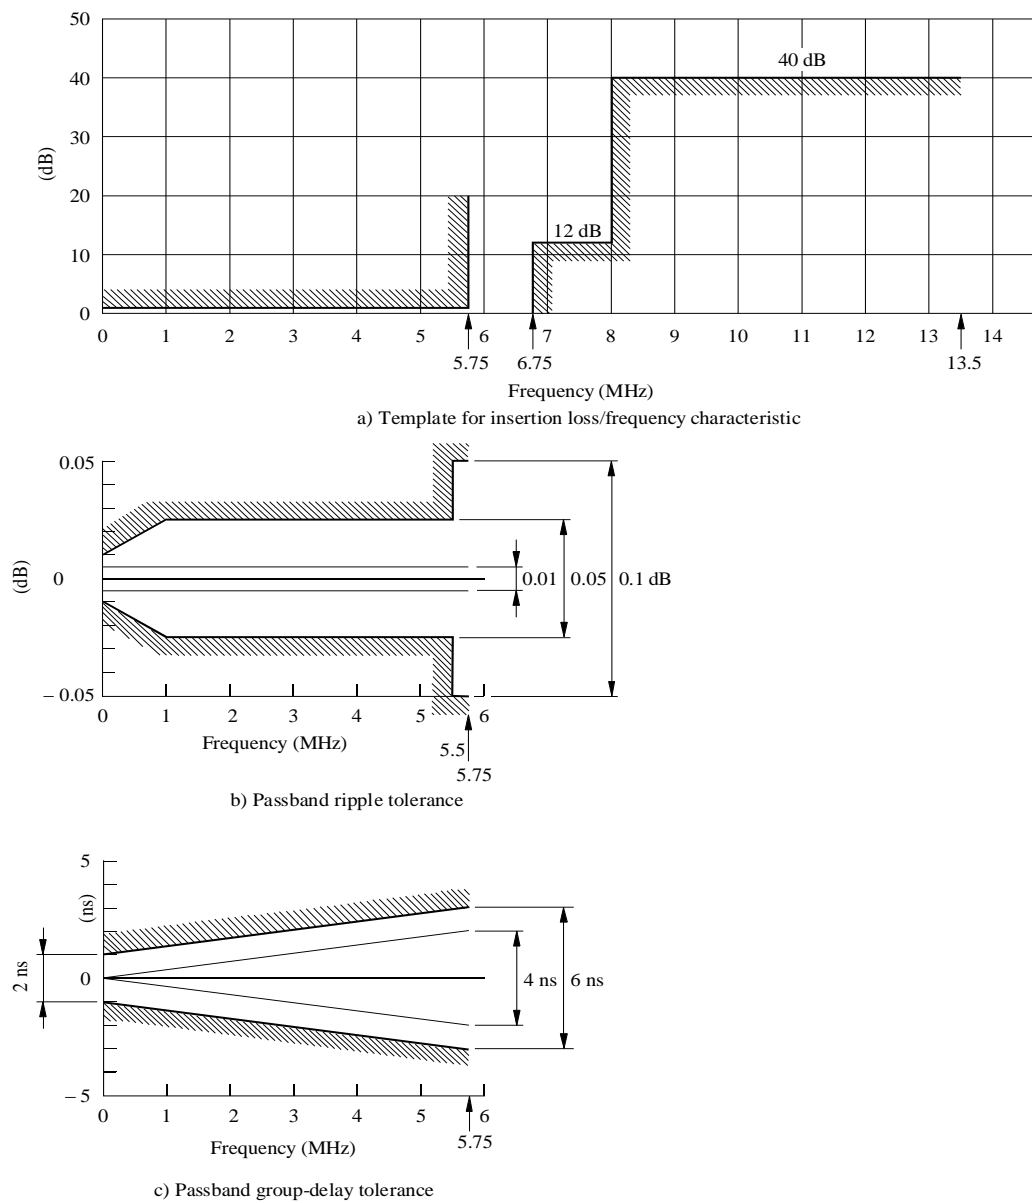 50
40
30
20
10
0
(dB)
40 dB
12 dB
0 1 2 3 4 5 6 7 8 9 10 11 12 13 14
5.75 6.75 13.5
Frequency (MHz)
a) Template for insertion loss/frequency characteristic
0.05
0
– 0.05
(dB)
0.01 0.05 0.1 dB
0 1 2 3 4 5 6
Frequency (MHz)
5.5
5.75
b) Passband ripple tolerance
5
(ns)
0
– 5
2 ns
4 ns 6 ns
0 1 2 3 4 5 6
5.75
Frequency (MHz)
c) Passband group-delay tolerance